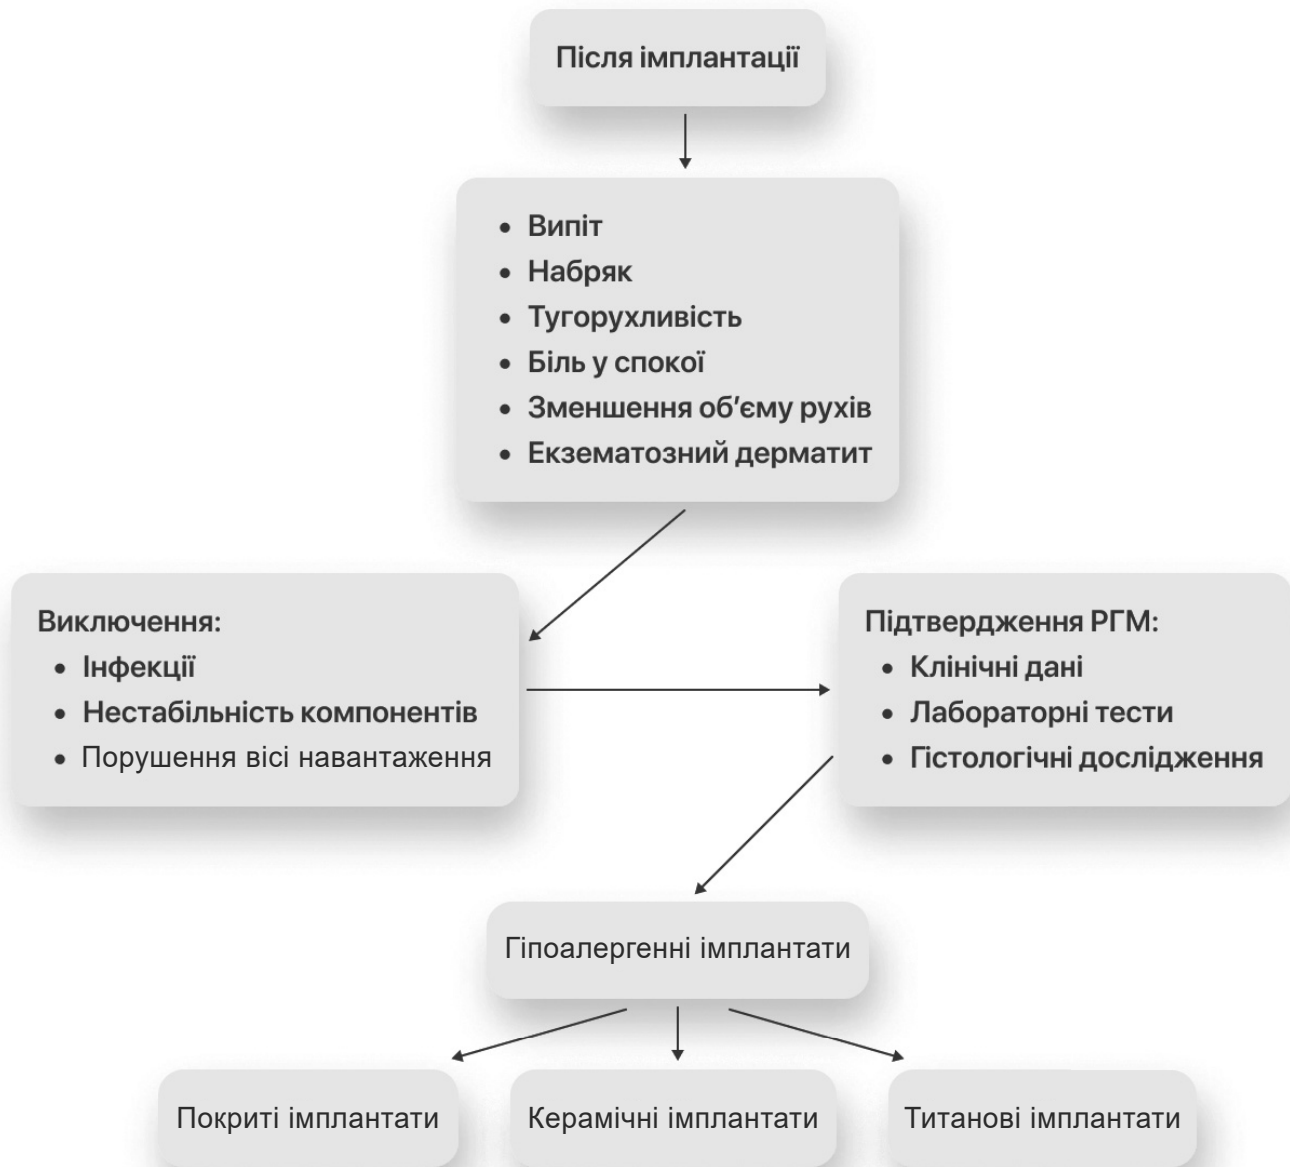 Після імплантації
• Випіт
• Набряк
• Тугорухливість
• Біль у спокої
• Зменшення об'єму рухів
• Екзематозний дерматит
Виключення:
• Інфекції
• Нестабільність компонентів
• Порушення вісі навантаження
Підтвердження РГМ:
• Клінічні дані
• Лабораторні тести
• Гістологічні дослідження
Гіпоалергенні імплантати
Покриті імплантати
Керамічні імплантати
Титанові імплантати